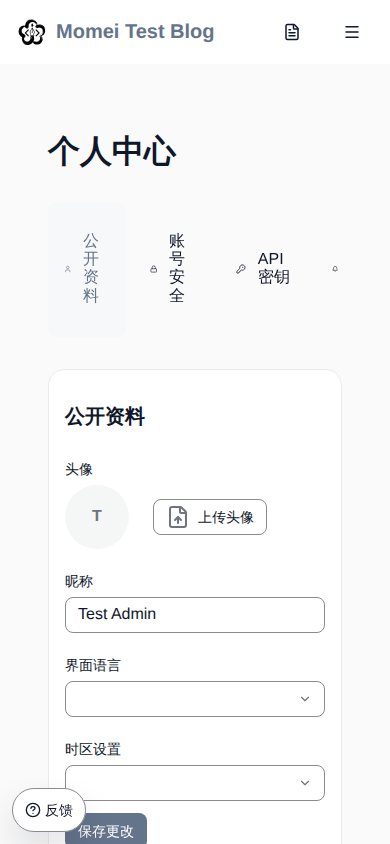 Momei Test Blog
个人中心
公
开
资
料
账
号
安
全
API
密钥
公开资料
头像
T
上传头像
昵称
Test Admin
界面语言
时区设置
反馈
保存更改